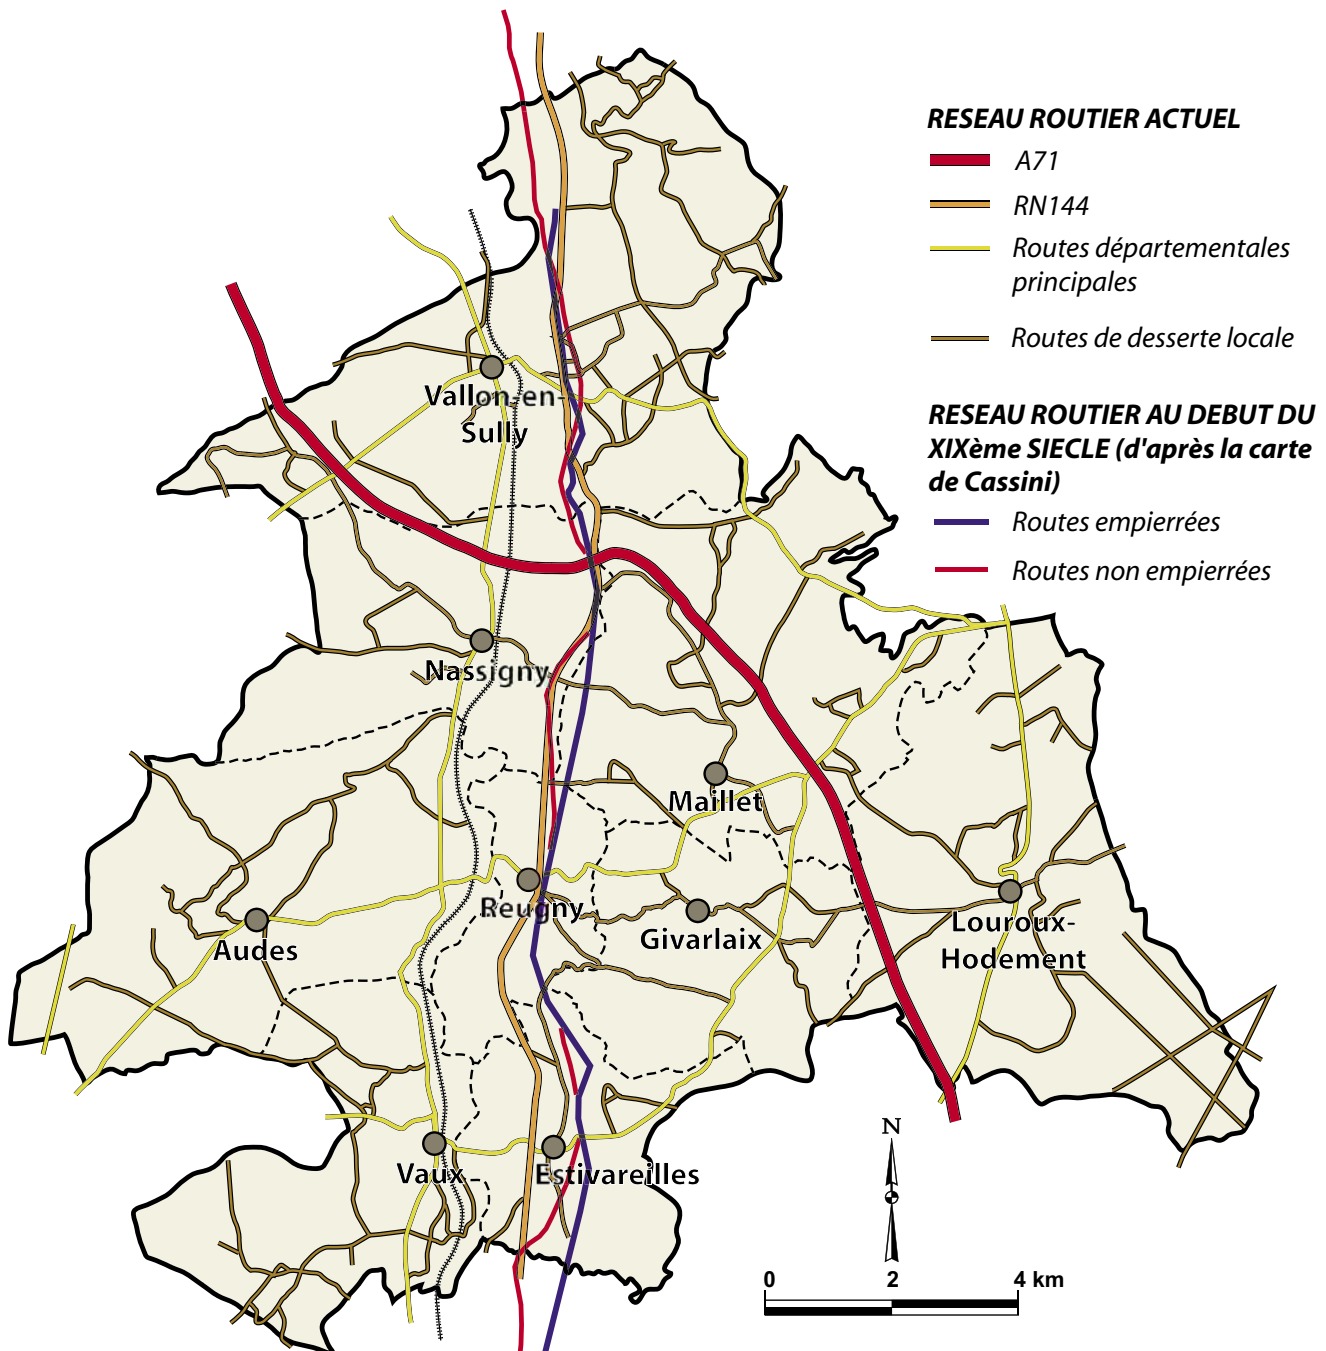 RESEAU ROUTIER ACTUEL
A71
RN144
Routes départementales
principales
Routes de desserte locale
RESEAU ROUTIER AU DEBUT DU
XIXème SIECLE (d'après la carte
de Cassini)
Routes empierrées
Routes non empierrées
Vallon-en-
Sully
Nassigny
Maillet
Reugny
Givarlaix
Audes
Louroux-
Hodement
Vaux
Estivareilles
N
0 2 4 km